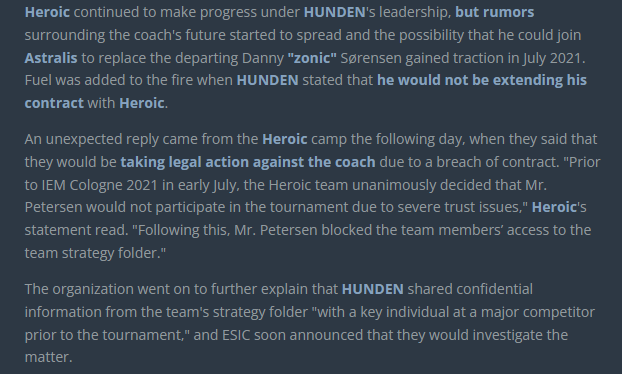 Heroic continued to make progress under HUNDEN's leadership, but rumors
surrounding the coach's future started to spread and the possibility that he could join
Astralis to replace the departing Danny "zonic" Sørensen gained traction in July 2021.
Fuel was added to the fire when HUNDEN stated that he would not be extending his
contract with Heroic.
An unexpected reply came from the Heroic camp the following day, when they said that
they would be taking legal action against the coach due to a breach of contract. "Prior
to IEM Cologne 2021 in early July, the Heroic team unanimously decided that Mr.
Petersen would not participate in the tournament due to severe trust issues," Heroic's
statement read. "Following this, Mr. Petersen blocked the team members’ access to the
team strategy folder."
The organization went on to further explain that HUNDEN shared confidential
information from the team's strategy folder "with a key individual at a major competitor
prior to the tournament," and ESIC soon announced that they would investigate the
matter.